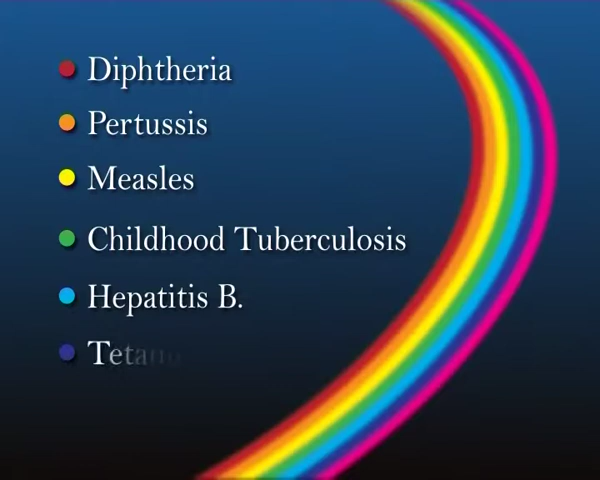 Diphtheria
Pertussis
Measles
Childhood Tuberculosis
Hepatitis B.